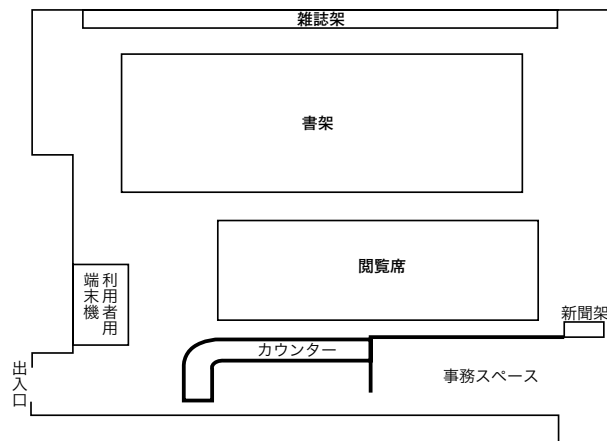 雑誌架
書架
閲覧席
利用者用
端末機
新聞架
カウンター
事務スペース
出入口